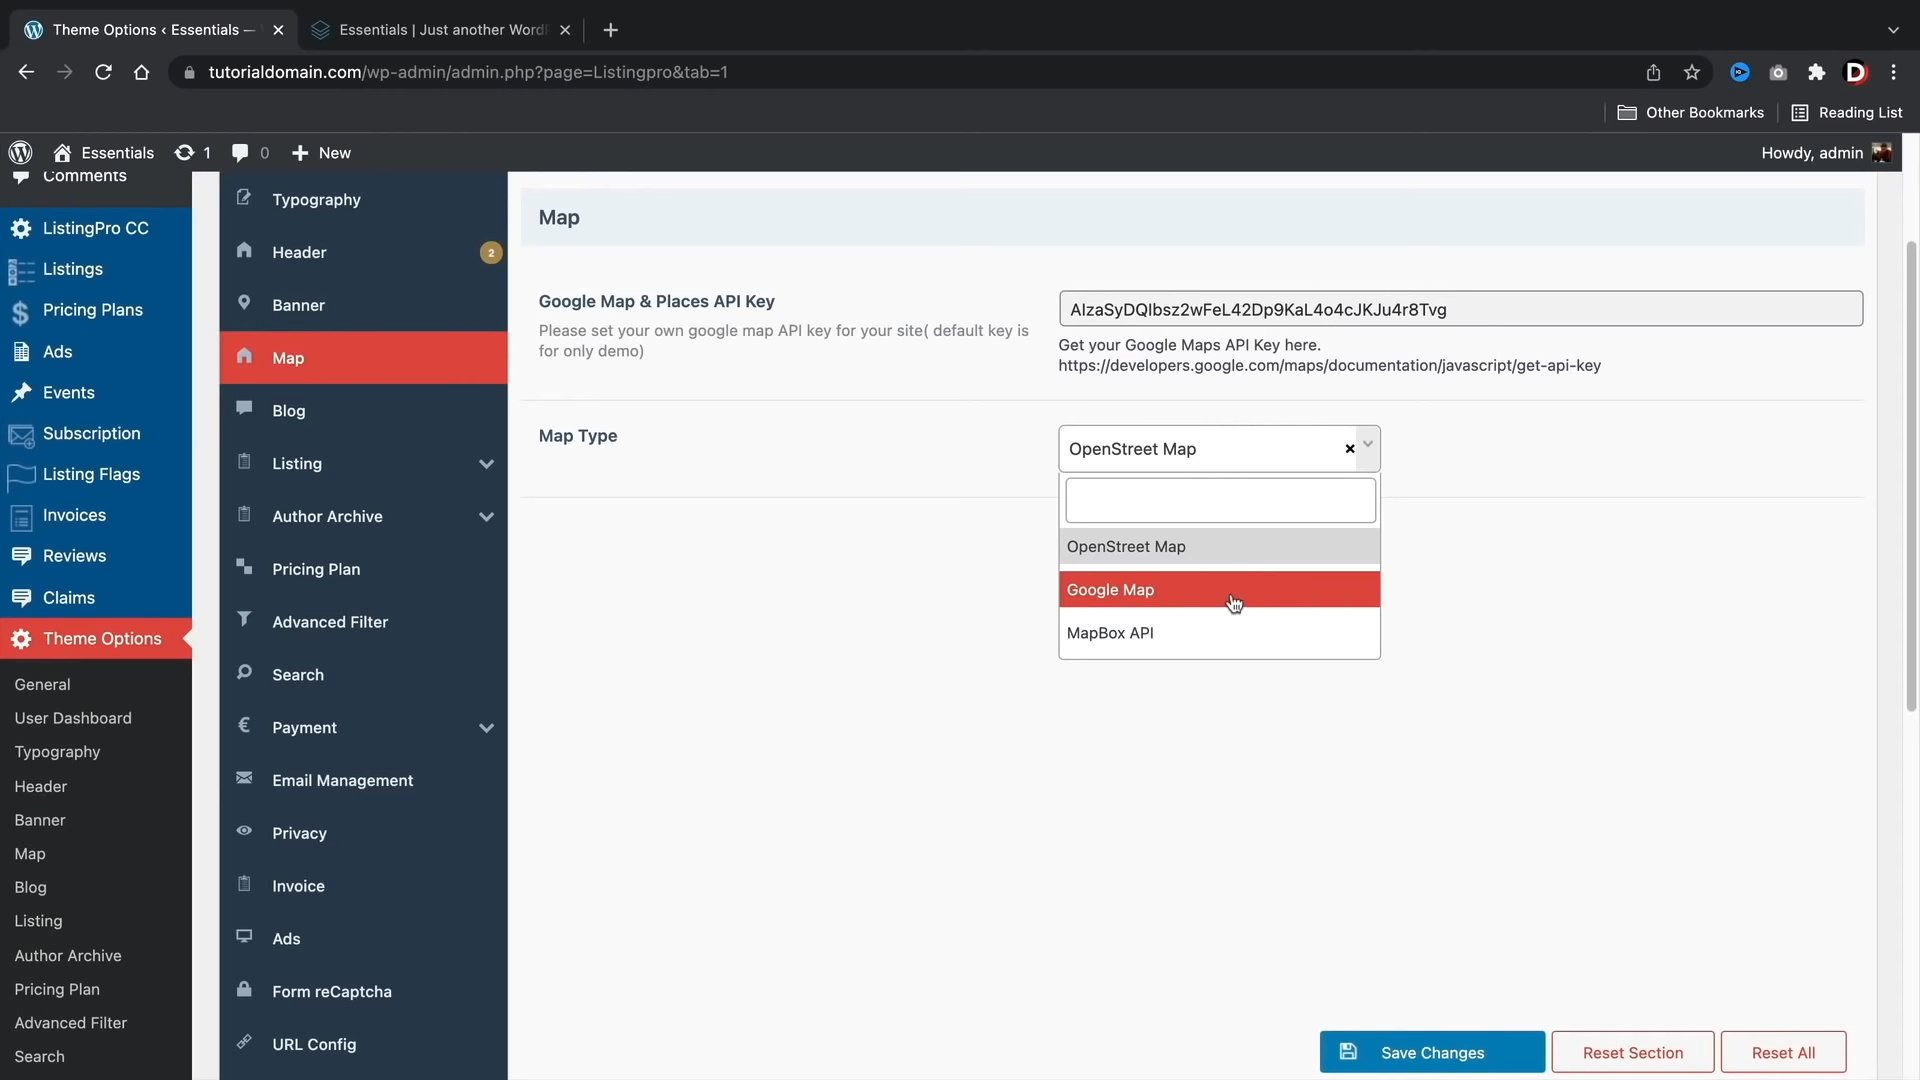 Theme Options ‹ Essentials —
Essentials | Just another Word
tutorialdomain.com/wp-admin/admin.php?page=Listingpro&tab=1
Other Bookmarks
Reading List
Essentials
1
0
New
Howdy, admin
Comments
ListingPro CC
Listings
Pricing Plans
Ads
Events
Subscription
Listing Flags
Invoices
Reviews
Claims
Theme Options
General
User Dashboard
Typography
Header
Banner
Map
Blog
Listing
Author Archive
Pricing Plan
Advanced Filter
Search
Typography
Header
2
Banner
Map
Blog
Listing
Author Archive
Pricing Plan
Advanced Filter
Search
Payment
Email Management
Privacy
Invoice
Ads
Form reCaptcha
URL Config
Map
Google Map & Places API Key
Please set your own google map API key for your site( default key is
for only demo)
AIzaSyDQIbsz2wFeL42Dp9KaL4o4cJKJu4r8Tvg
Get your Google Maps API Key here.
https://developers.google.com/maps/documentation/javascript/get-api-key
Map Type
OpenStreet Map
OpenStreet Map
Google Map
MapBox API
Save Changes
Reset Section
Reset All